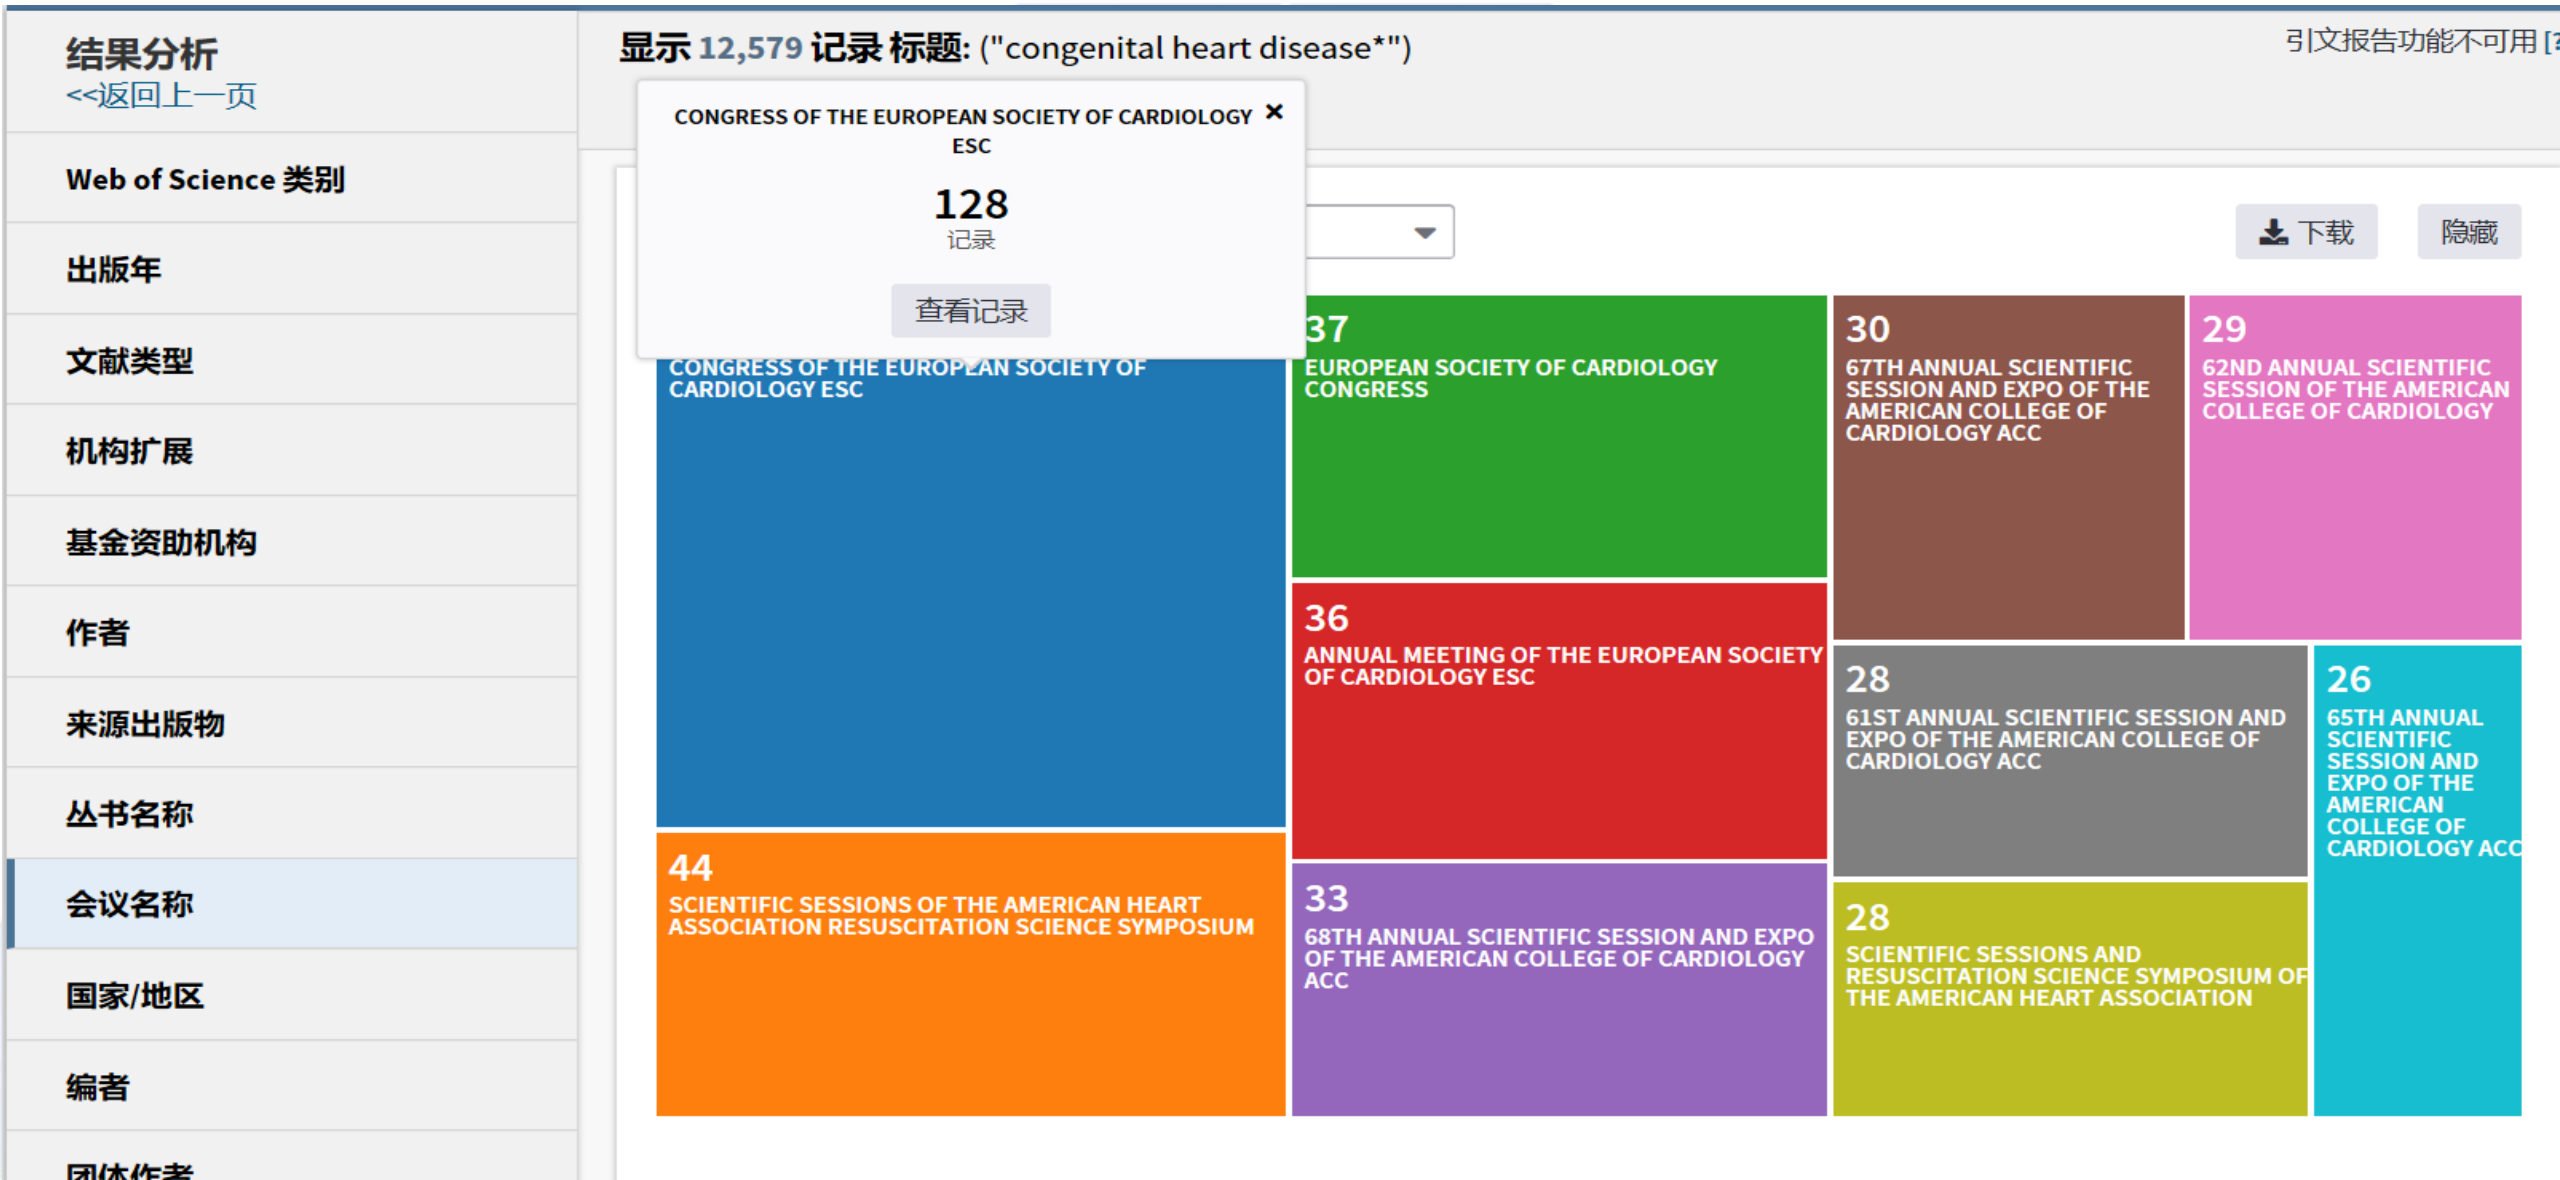 结果分析
<<返回上一页
Web of Science 类别
出版年
文献类型
机构扩展
基金资助机构
作者
来源出版物
丛书名称
会议名称
国家/地区
编者
团体作者
显示 12,579 记录 标题: ("congenital heart disease*")
引文报告功能不可用 [?
CONGRESS OF THE EUROPEAN SOCIETY OF CARDIOLOGY
ESC
128
记录
查看记录
下载
隐藏
CONGRESS OF THE EUROPEAN SOCIETY OF
CARDIOLOGY ESC
44
SCIENTIFIC SESSIONS OF THE AMERICAN HEART
ASSOCIATION RESUSCITATION SCIENCE SYMPOSIUM
37
EUROPEAN SOCIETY OF CARDIOLOGY
CONGRESS
36
ANNUAL MEETING OF THE EUROPEAN SOCIETY
OF CARDIOLOGY ESC
33
68TH ANNUAL SCIENTIFIC SESSION AND EXPO
OF THE AMERICAN COLLEGE OF CARDIOLOGY
ACC
30
67TH ANNUAL SCIENTIFIC
SESSION AND EXPO OF THE
AMERICAN COLLEGE OF
CARDIOLOGY ACC
29
62ND ANNUAL SCIENTIFIC
SESSION OF THE AMERICAN
COLLEGE OF CARDIOLOGY
28
61ST ANNUAL SCIENTIFIC SESSION AND
EXPO OF THE AMERICAN COLLEGE OF
CARDIOLOGY ACC
28
SCIENTIFIC SESSIONS AND
RESUSCITATION SCIENCE SYMPOSIUM OF
THE AMERICAN HEART ASSOCIATION
26
65TH ANNUAL
SCIENTIFIC
SESSION AND
EXPO OF THE
AMERICAN
COLLEGE OF
CARDIOLOGY ACC